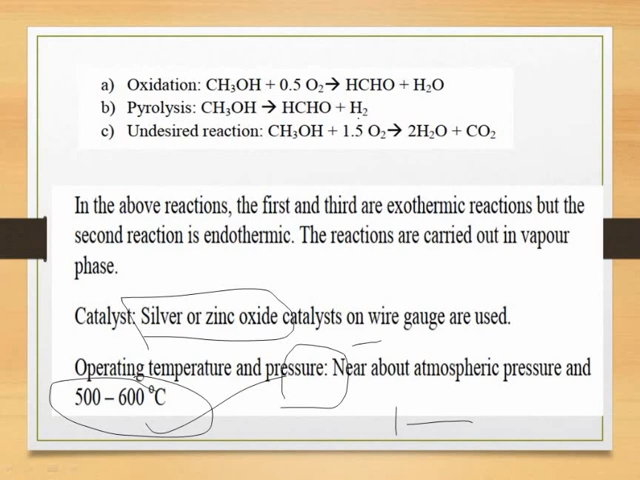 a) Oxidation: CH₃OH + 0.5 O₂→ HCHO + H₂O
b) Pyrolysis: CH₃OH → HCHO + H₂
c) Undesired reaction: CH₃OH + 1.5 O₂→ 2H₂O + CO₂
In the above reactions, the first and third are exothermic reactions but the
second reaction is endothermic. The reactions are carried out in vapour
phase.
Catalyst: Silver or zinc oxide catalysts on wire gauge are used.
Operating temperature and pressure: Near about atmospheric pressure and
500 – 600 °C